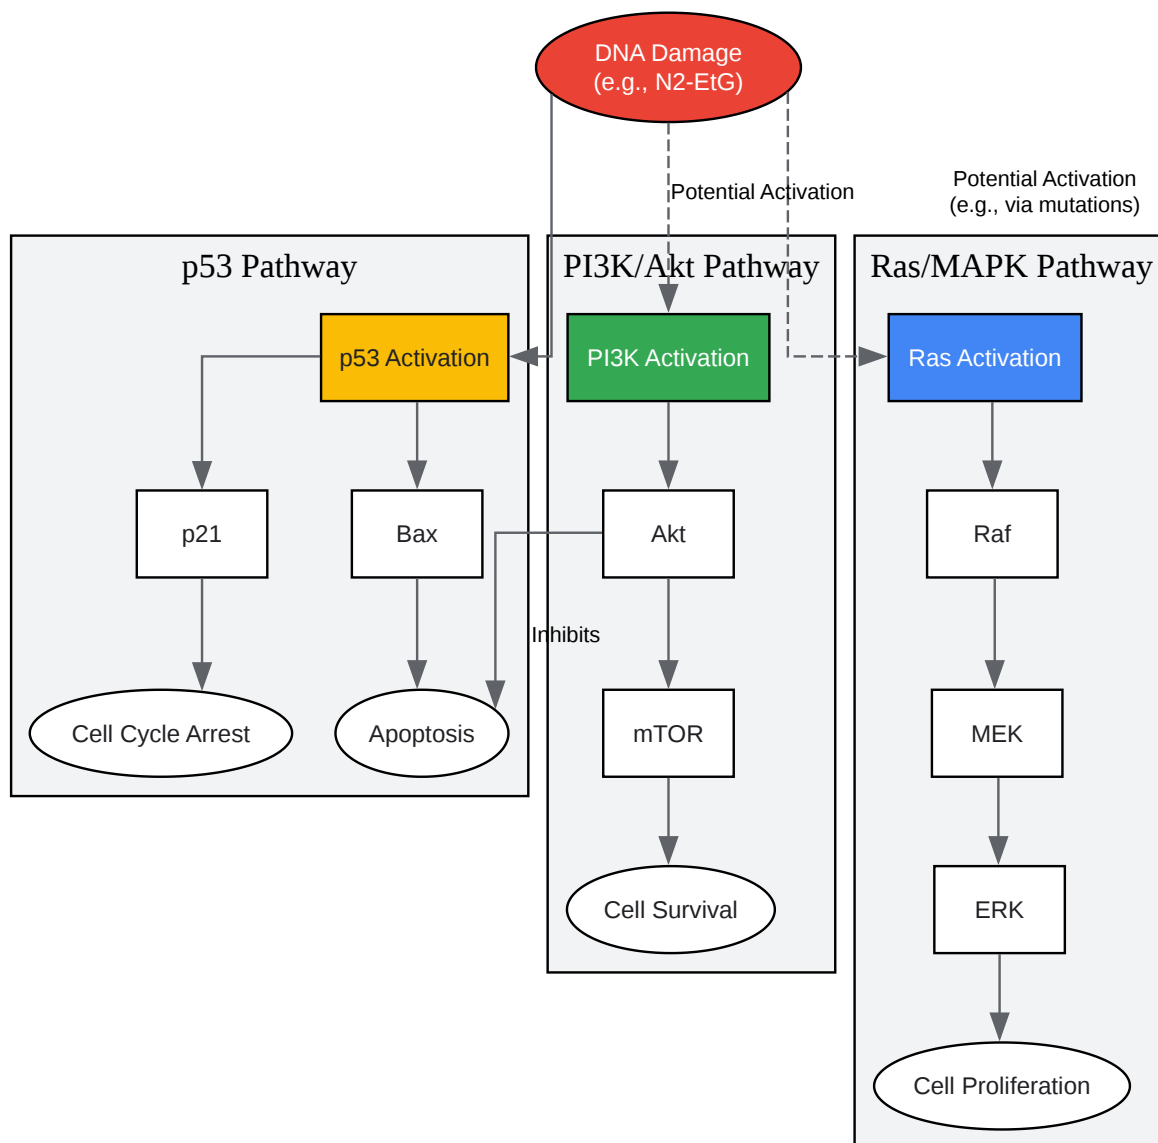 DNA Damage
(e.g., N2-EtG)
Potential Activation
Potential Activation
(e.g., via mutations)
p53 Pathway
PI3K/Akt Pathway
Ras/MAPK Pathway
p53 Activation
PI3K Activation
Ras Activation
p21
Bax
Akt
Raf
Inhibits
Cell Cycle Arrest
Apoptosis
mTOR
MEK
Cell Survival
ERK
Cell Proliferation